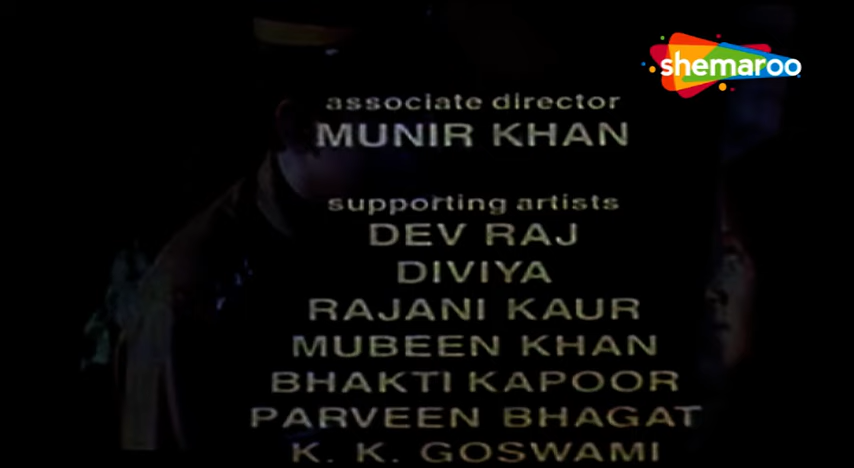 shemaroo
associate director
MUNIR KHAN
supporting artists
DEV RAJ
DIVIYA
RAJANI KAUR
MUBEEN KHAN
BHAKTI KAPOOR
PARVEEN BHAGAT
K. K. GOSWAMI